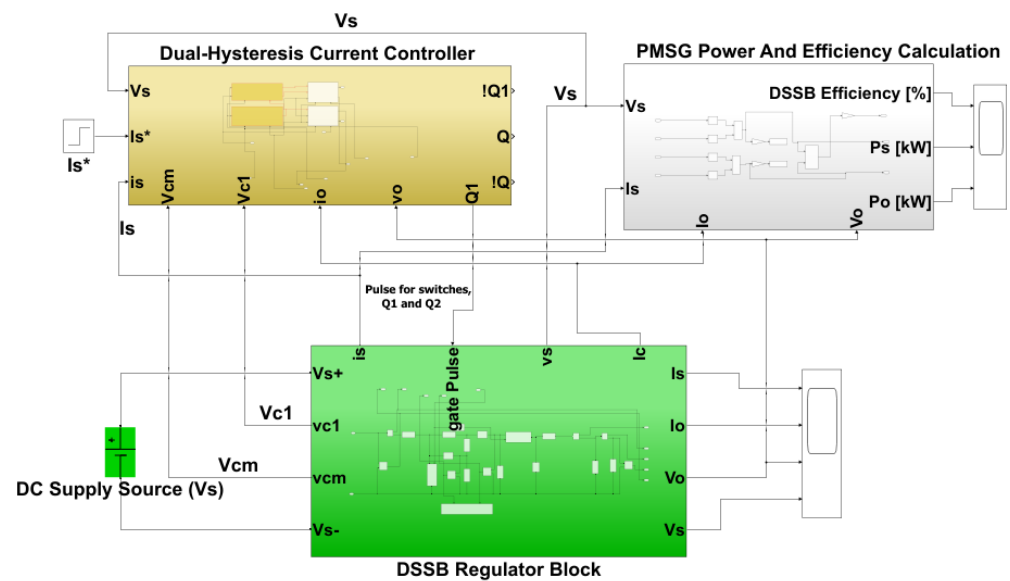 Vs
Dual-Hysteresis Current Controller
PMSG Power And Efficiency Calculation
Vs
!Q1
Is*
Q
is
!Q
Vcm
Vc1
io
vo
Q1
Is*
Is
Vs
Vs
Is
DSSB Efficiency [%]
Ps [kW]
Po [kW]
Io
Vo
Pulse for switches,
Q1 and Q2
is
gate Pulse
vs
Ic
Vs+
vc1
vcm
Vs-
Is
Io
Vo
Vs
Vc1
Vcm
+
DC Supply Source (Vs)
DSSB Regulator Block